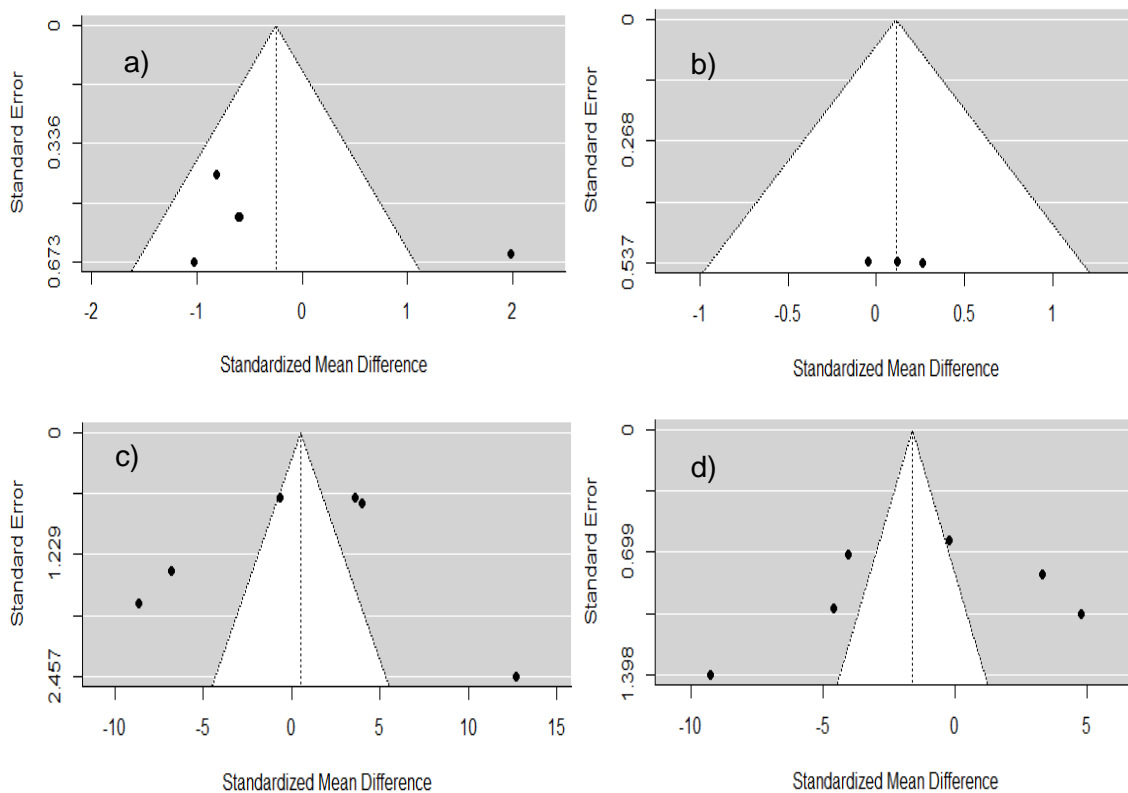 a)
Standard Error
0
0.336
0.673
-2 -1 0 1 2
Standardized Mean Difference
b)
Standard Error
0
0.268
0.537
-1 -0.5 0 0.5 1
Standardized Mean Difference
c)
Standard Error
0
1.229
2.457
-10 -5 0 5 10 15
Standardized Mean Difference
d)
Standard Error
0
0.699
1.398
-10 -5 0 5
Standardized Mean Difference